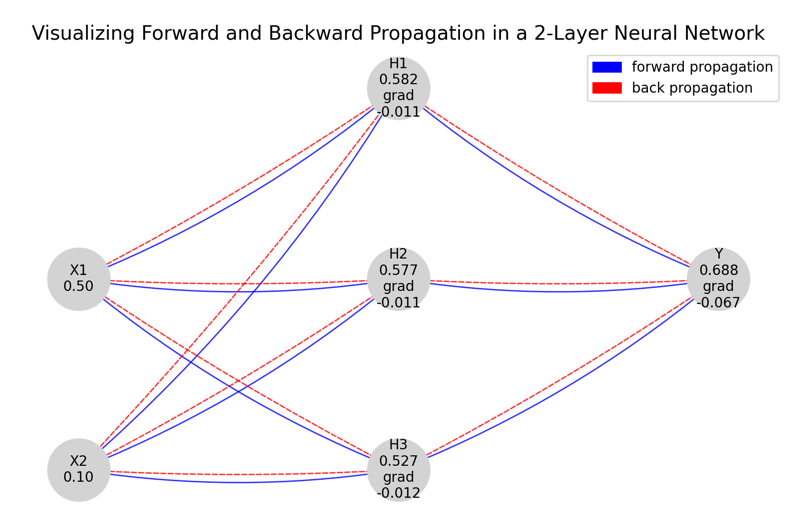 Visualizing Forward and Backward Propagation in a 2-Layer Neural Network
forward propagation
back propagation
H1
0.582
grad
-0.011
X1
0.50
H2
0.577
grad
-0.011
Y
0.688
grad
-0.067
X2
0.10
H3
0.527
grad
-0.012